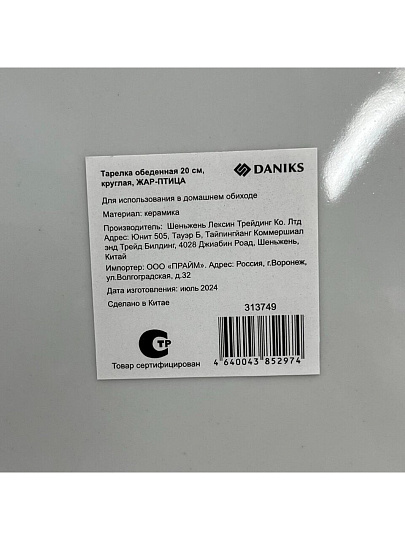 Тарелка обеденная 20 см,
круглая, ЖАР-ПТИЦА
DANIKS
Для использования в домашнем обиходе
Материал: керамика
Производитель: Шеньжень Лексин Трейдинг Ко. Лтд
Адрес: Юнит 505, Тауэр Б, Тайпингианг Коммершиал
энд Трейд Билдинг, 4028 Джиабин Роад, Шеньжень,
Китай
Импортер: ООО «ПРАЙМ». Адрес: Россия, г.Воронеж,
ул.Волгоградская, д.32
Дата изготовления: июль 2024
Сделано в Китае
313749
СТР
Товар сертифицирован
4 640043 852974